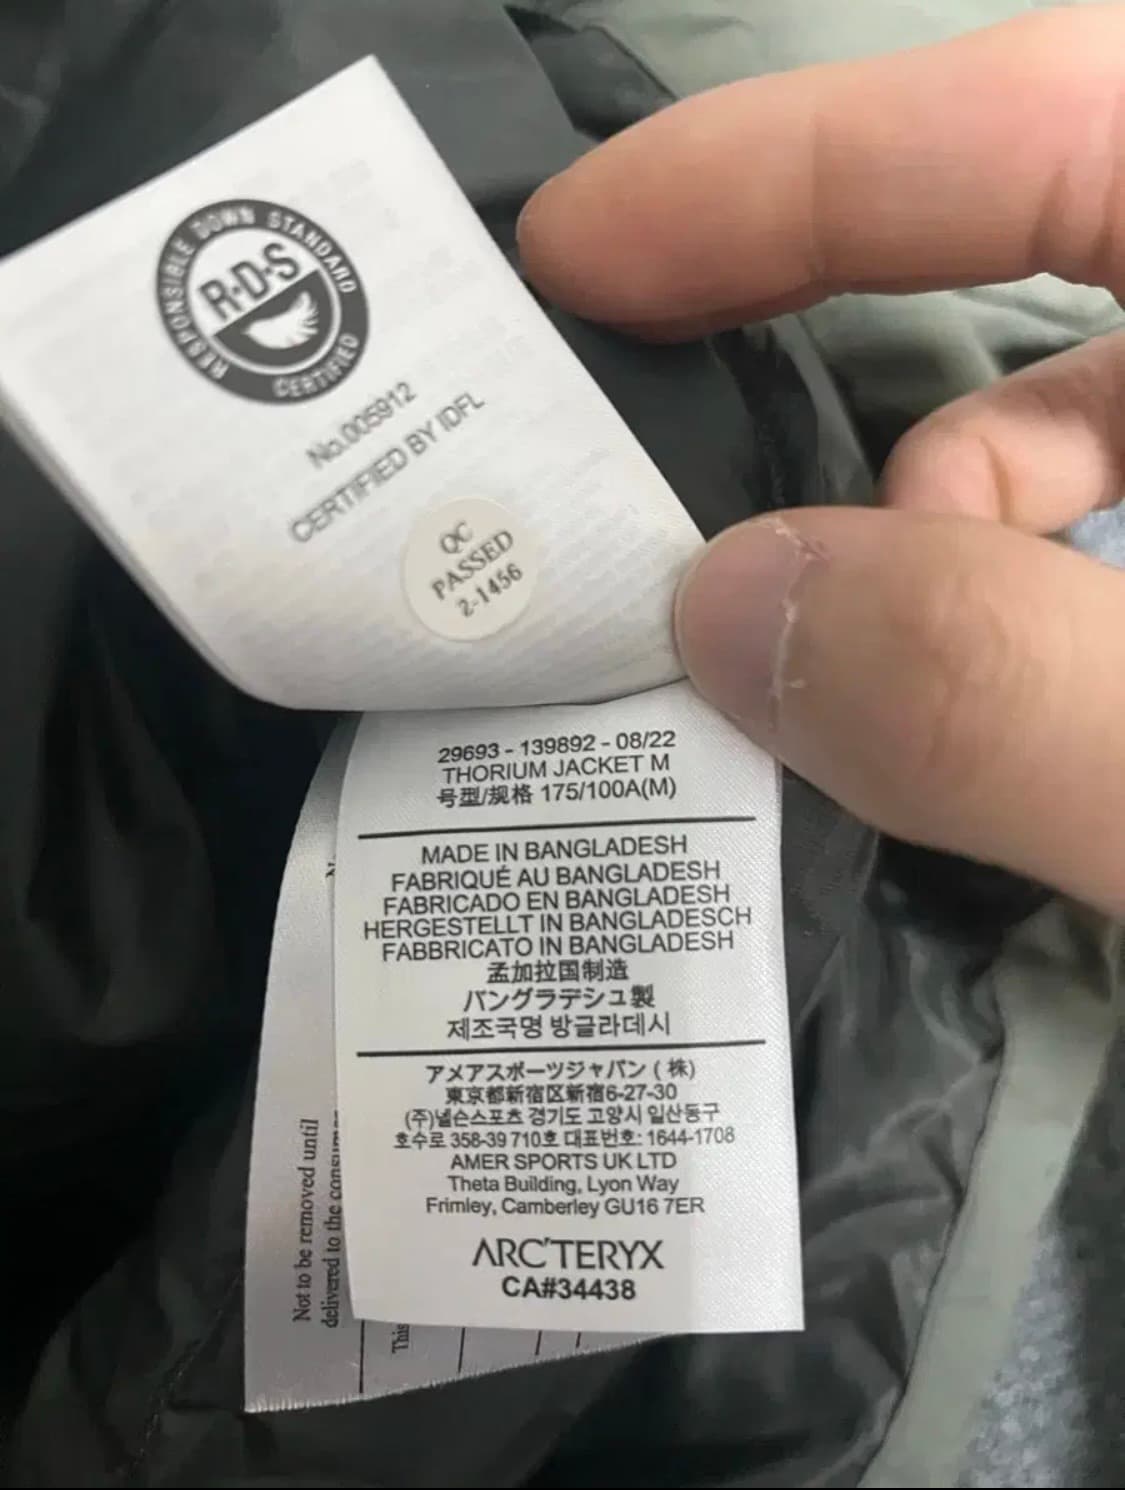 RESPONSIBLE DOWN STANDARD
R·D·S
CERTIFIED
No.005912
CERTIFIED BY IDFL
QC
PASSED
2-1456
29693 - 139892 - 08/22
THORIUM JACKET M
号型/规格 175/100A(M)
MADE IN BANGLADESH
FABRIQUÉ AU BANGLADESH
FABRICADO EN BANGLADESH
HERGESTELLT IN BANGLADESCH
FABBRICATO IN BANGLADESH
孟加拉国制造
バングラデシュ製
제조국명 방글라데시
アメアスポーツジャパン (株)
東京都新宿区新宿6-27-30
(주)넬슨스포츠 경기도 고양시 일산동구
호수로 358-39 710호 대표번호: 1644-1708
AMER SPORTS UK LTD
Theta Building, Lyon Way
Frimley, Camberley GU16 7ER
ARC'TERYX
CA#34438
Not to be removed until
delivered to the consumer
This